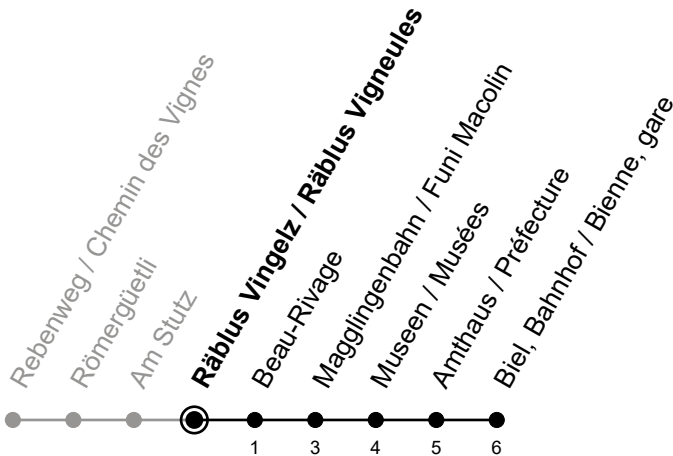 Rebenweg / Chemin des Vignes
Römergüetli
Am Stutz
Räblus Vingelz / Räblus Vigneules
Beau-Rivage
Magglingenbahn / Funi Macolin
Museen / Musées
Amthaus / Préfecture
Biel, Bahnhof / Bienne, gare
1 3 4 5 6